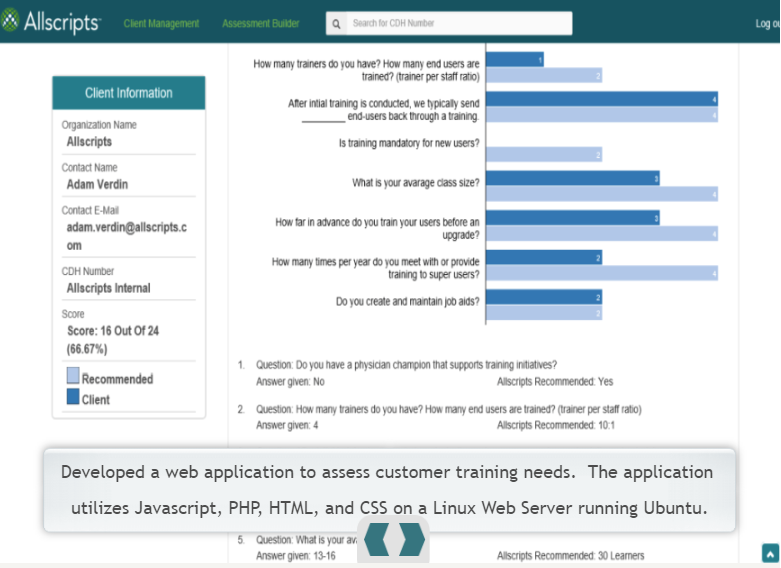 Allscripts
Client Management
Assessment Builder
Search for CDH Number
Log ou
Client Information
Organization Name
Allscripts
Contact Name
Adam Verdin
Contact E-Mail
adam.verdin@allscripts.c
om
CDH Number
Allscripts Internal
Score
Score: 16 Out Of 24
(66.67%)
Recommended
Client
How many trainers do you have? How many end users are
trained? (trainer per staff ratio)
1
2
After intial training is conducted, we typically send
________ end-users back through a training.
4
4
Is training mandatory for new users?
2
What is your avarage class size?
3
4
How far in advance do you train your users before an
upgrade?
3
4
How many times per year do you meet with or provide
training to super users?
2
4
Do you create and maintain job aids?
2
2
1. Question: Do you have a physician champion that supports training initiatives?
Answer given: No Allscripts Recommended: Yes
2. Question: How many trainers do you have? How many end users are trained? (trainer per staff ratio)
Answer given: 4 Allscripts Recommended: 10:1
Developed a web application to assess customer training needs. The application
utilizes Javascript, PHP, HTML, and CSS on a Linux Web Server running Ubuntu.
5. Question: What is your av
Answer given: 13-16 Allscripts Recommended: 30 Learners